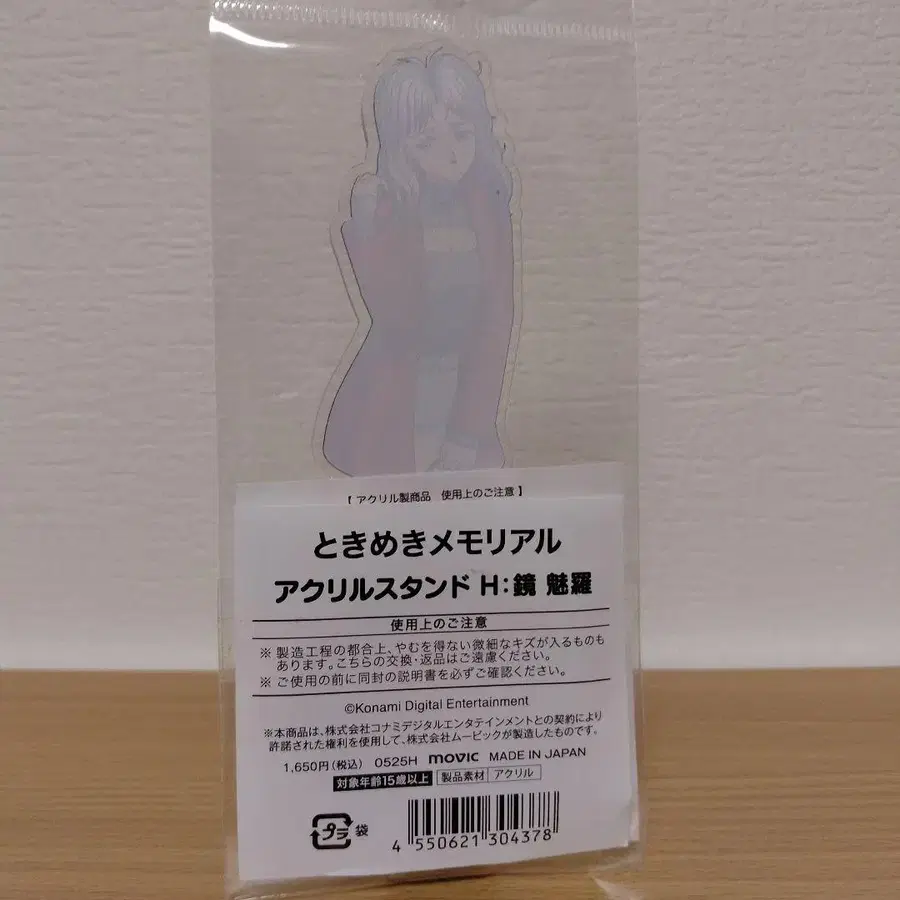 【 アクリル製商品　使用上のご注意 】
ときめきメモリアル
アクリルスタンド H：鏡 魅羅
使用上のご注意
※ 製造工程の都合上、やむを得ない微細なキズが入るものも
あります。こちらの交換・返品はご遠慮ください。
※ ご使用の前に同封の説明書を必ずご確認ください。
©Konami Digital Entertainment
※本商品は、株式会社コナミデジタルエンタテインメントとの契約により
許諾された権利を使用して、株式会社ムービックが製造したものです。
1,650円（税込） 0525H movic MADE IN JAPAN
対象年齢15歳以上 製品素材 アクリル
プラ 袋
4 550621 304378